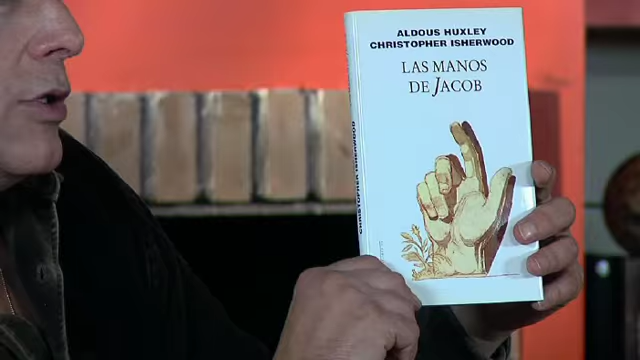 ALDOUS HUXLEY
CHRISTOPHER ISHERWOOD
LAS MANOS
DE JACOB
CHRISTOPHER ISHERWOOD